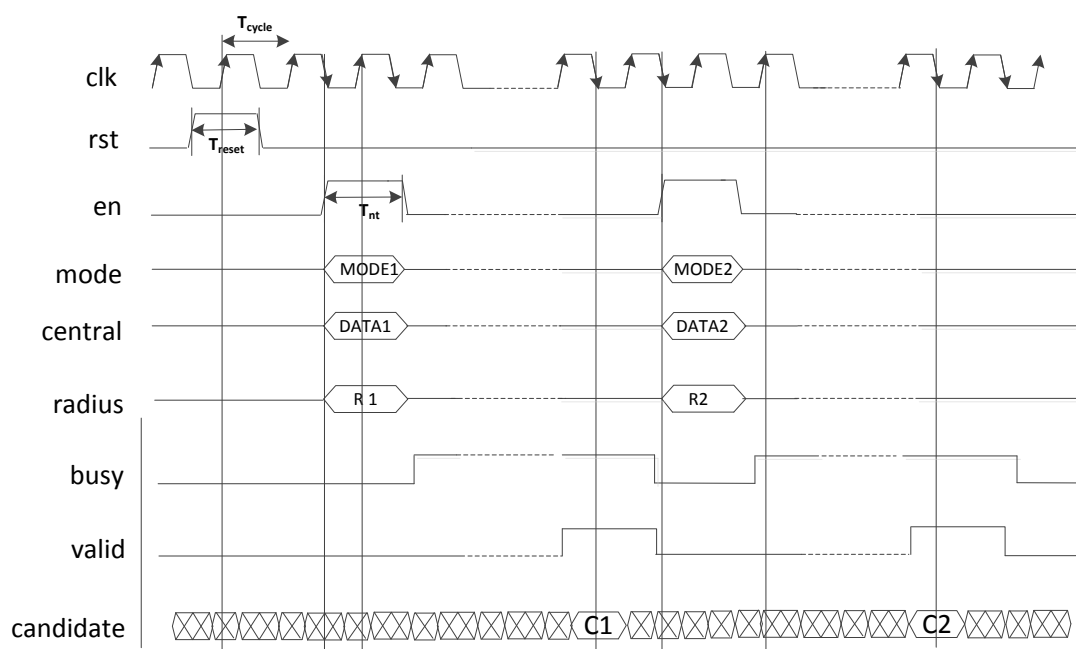 Tcycle
clk
rst
Treset
en
Tnt
mode MODE1 MODE2
central DATA1 DATA2
radius R 1 R2
busy
valid
candidate C1 C2